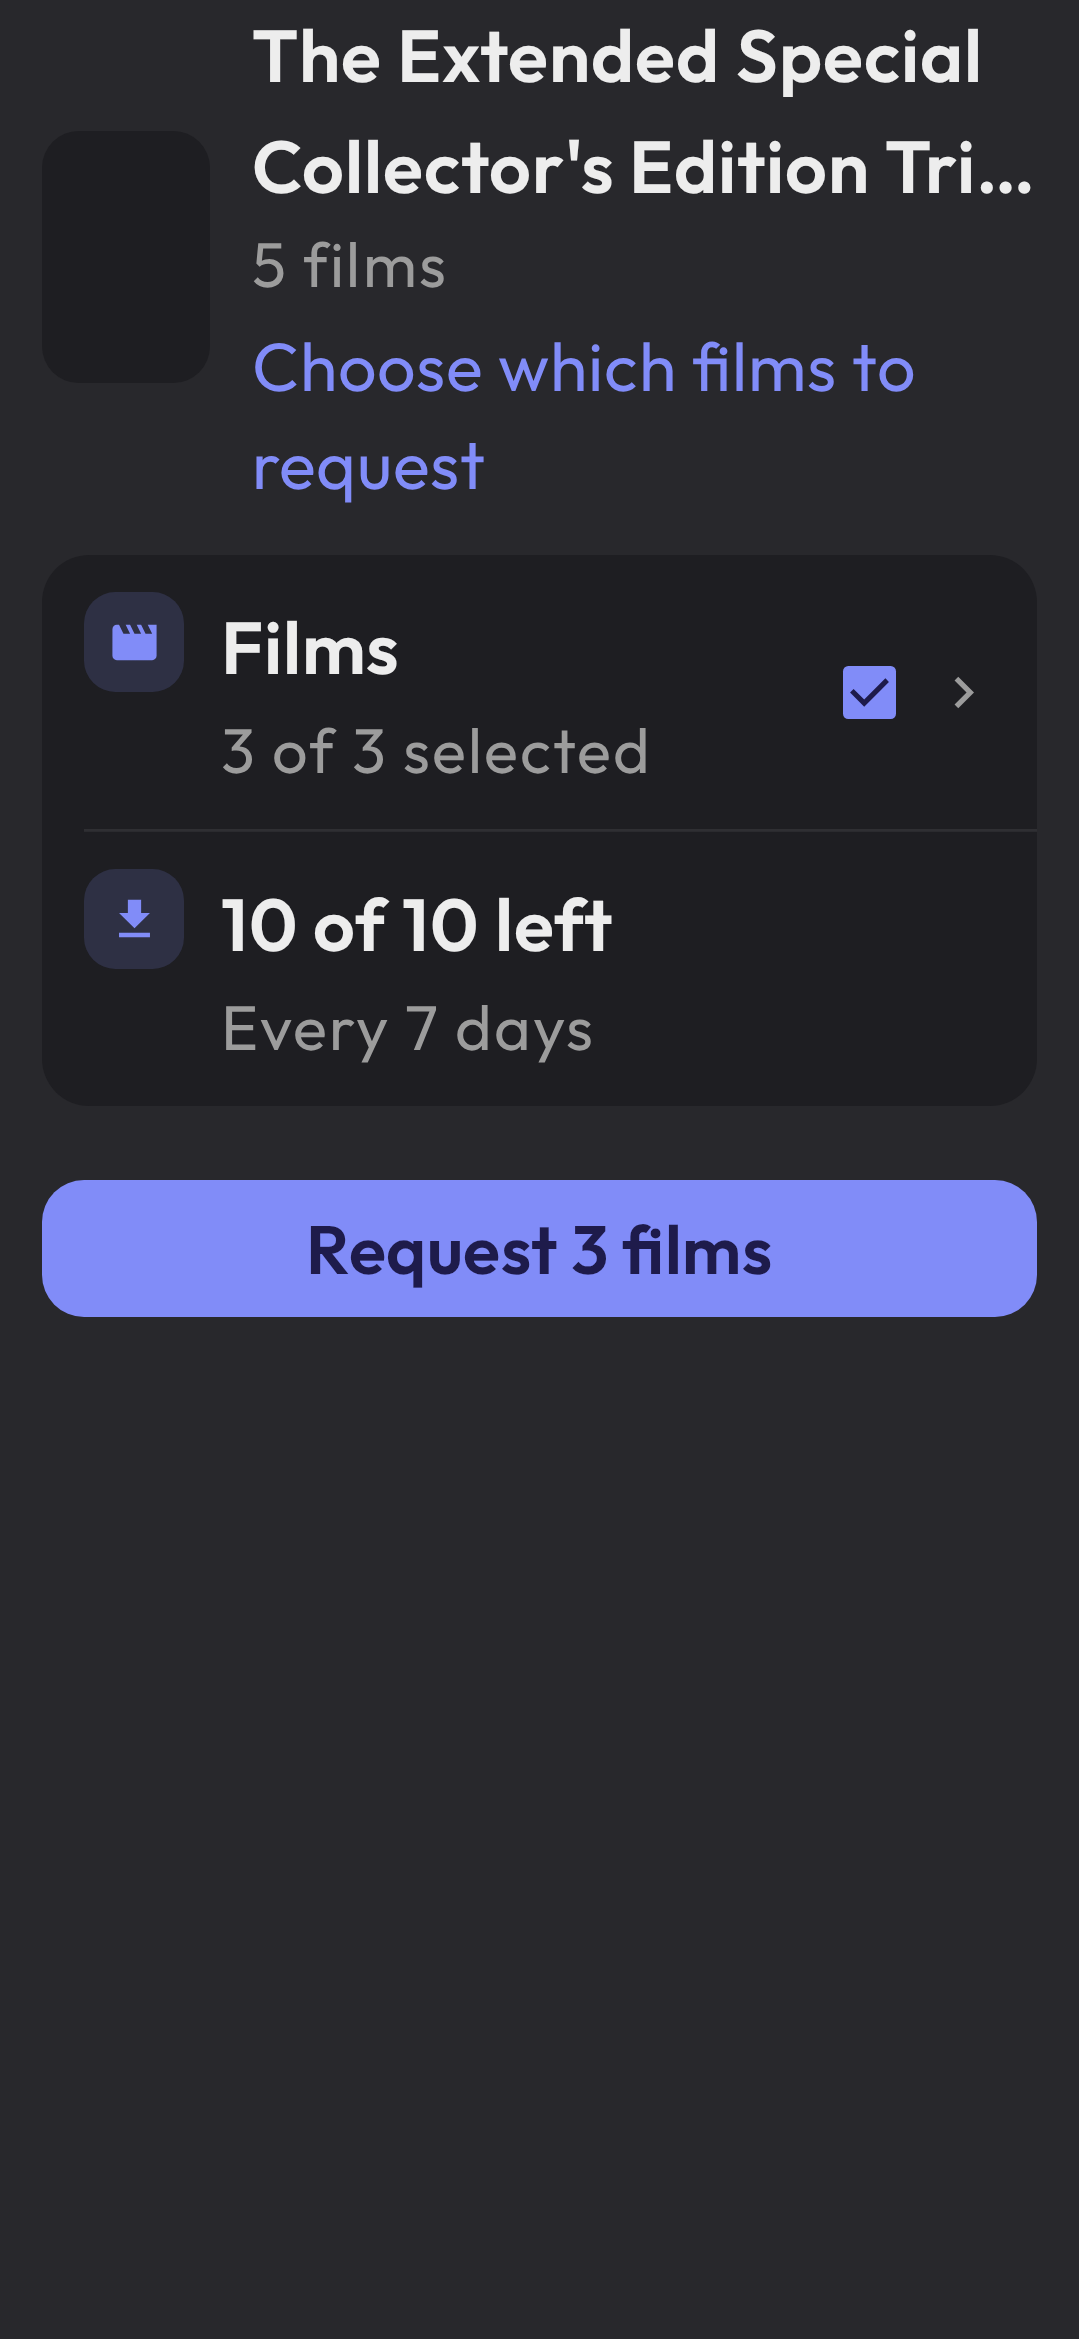 The Extended Special
Collector's Edition Tri...
5 films
Choose which films to
request
Films
3 of 3 selected
10 of 10 left
Every 7 days
Request 3 films